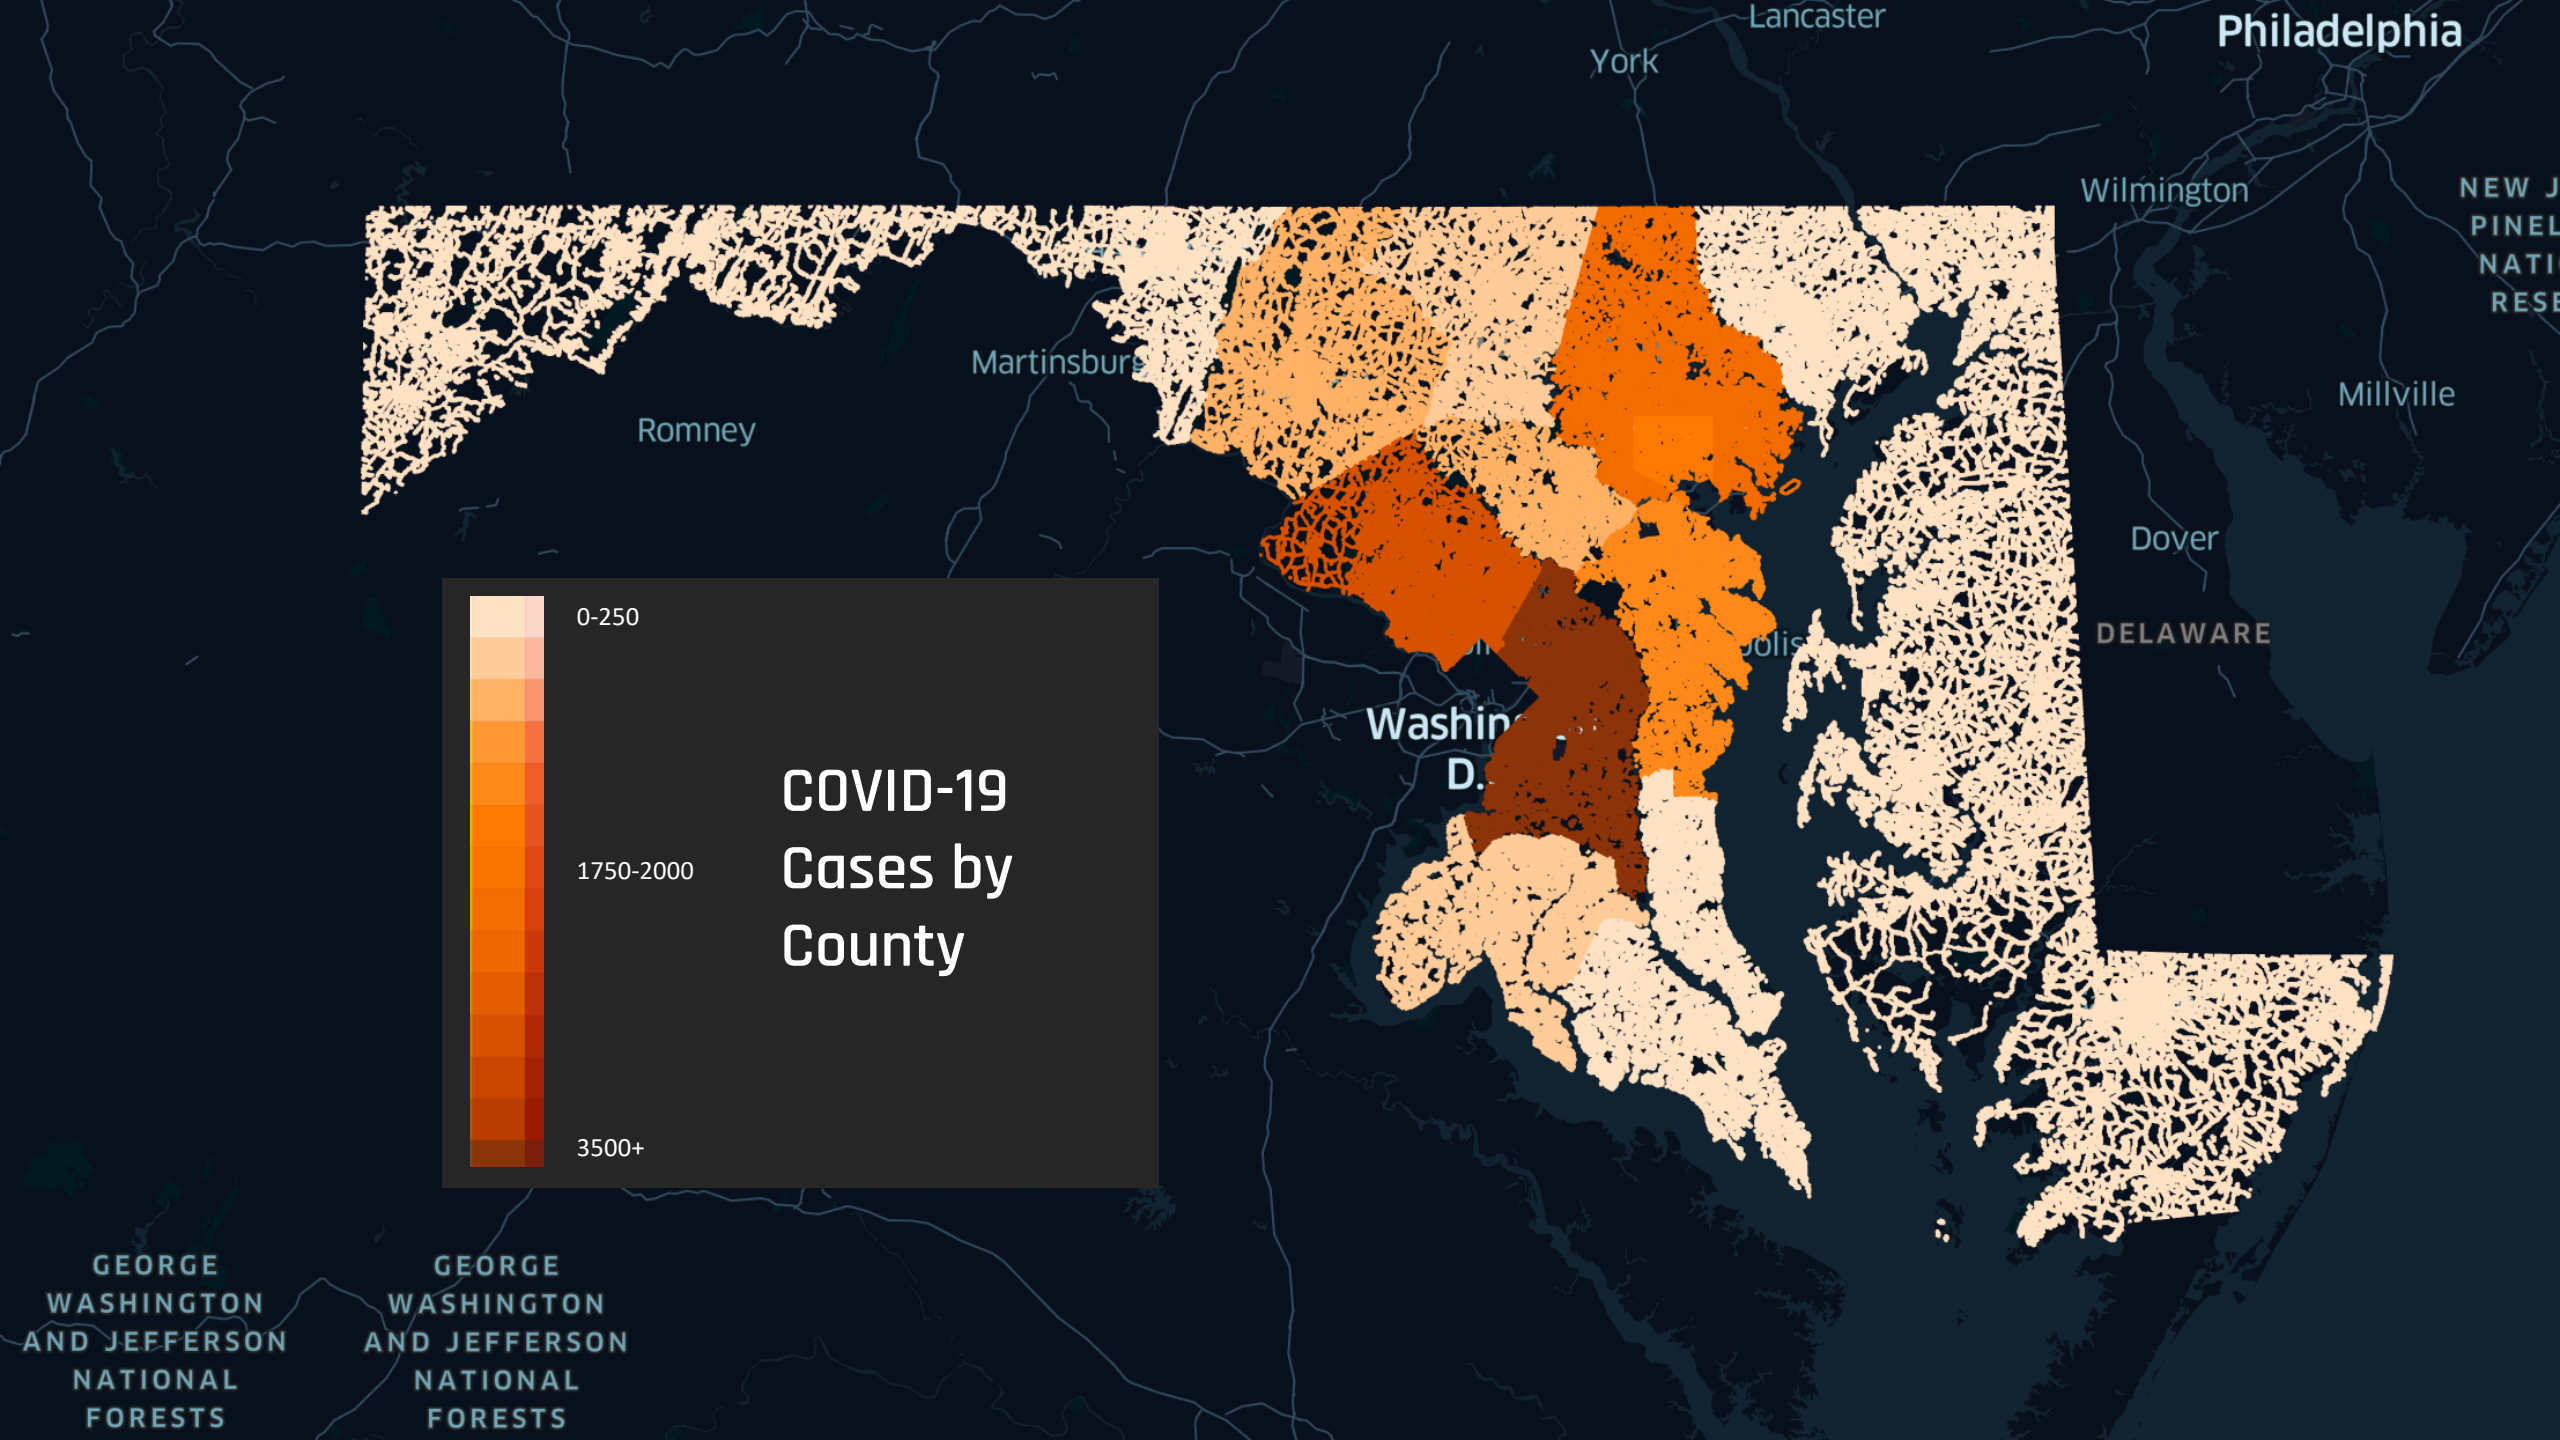 Lancaster
Philadelphia
York
Wilmington
NEW J
PINEL
NATI
RESE
Martinsburg
Romney
Millville
Dover
DELAWARE
olis
Washin
D.
0-250
1750-2000
3500+
COVID-19
Cases by
County
GEORGE
WASHINGTON
AND JEFFERSON
NATIONAL
FORESTS
GEORGE
WASHINGTON
AND JEFFERSON
NATIONAL
FORESTS